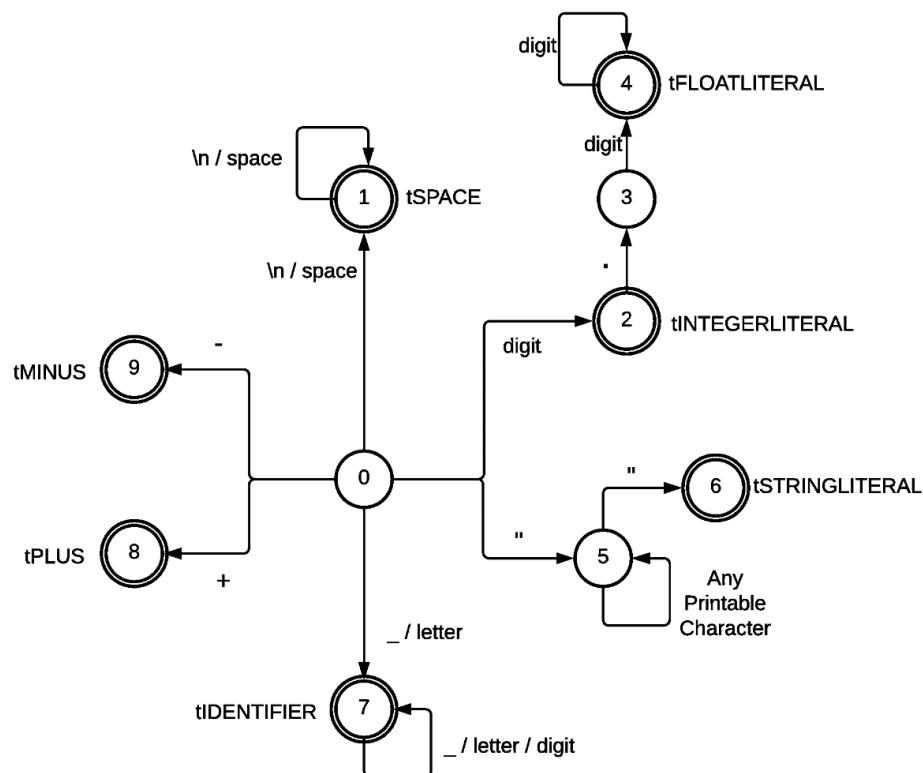 digit
4
tFLOATLITERAL
digit
\n / space
1
tSPACE
3
\n / space
.
2
tINTEGERLITERAL
digit
-
tMINUS
9
0
"
6
tSTRINGLITERAL
tPLUS
8
+
"
5
Any
Printable
Character
_ / letter
tIDENTIFIER
7
_ / letter / digit